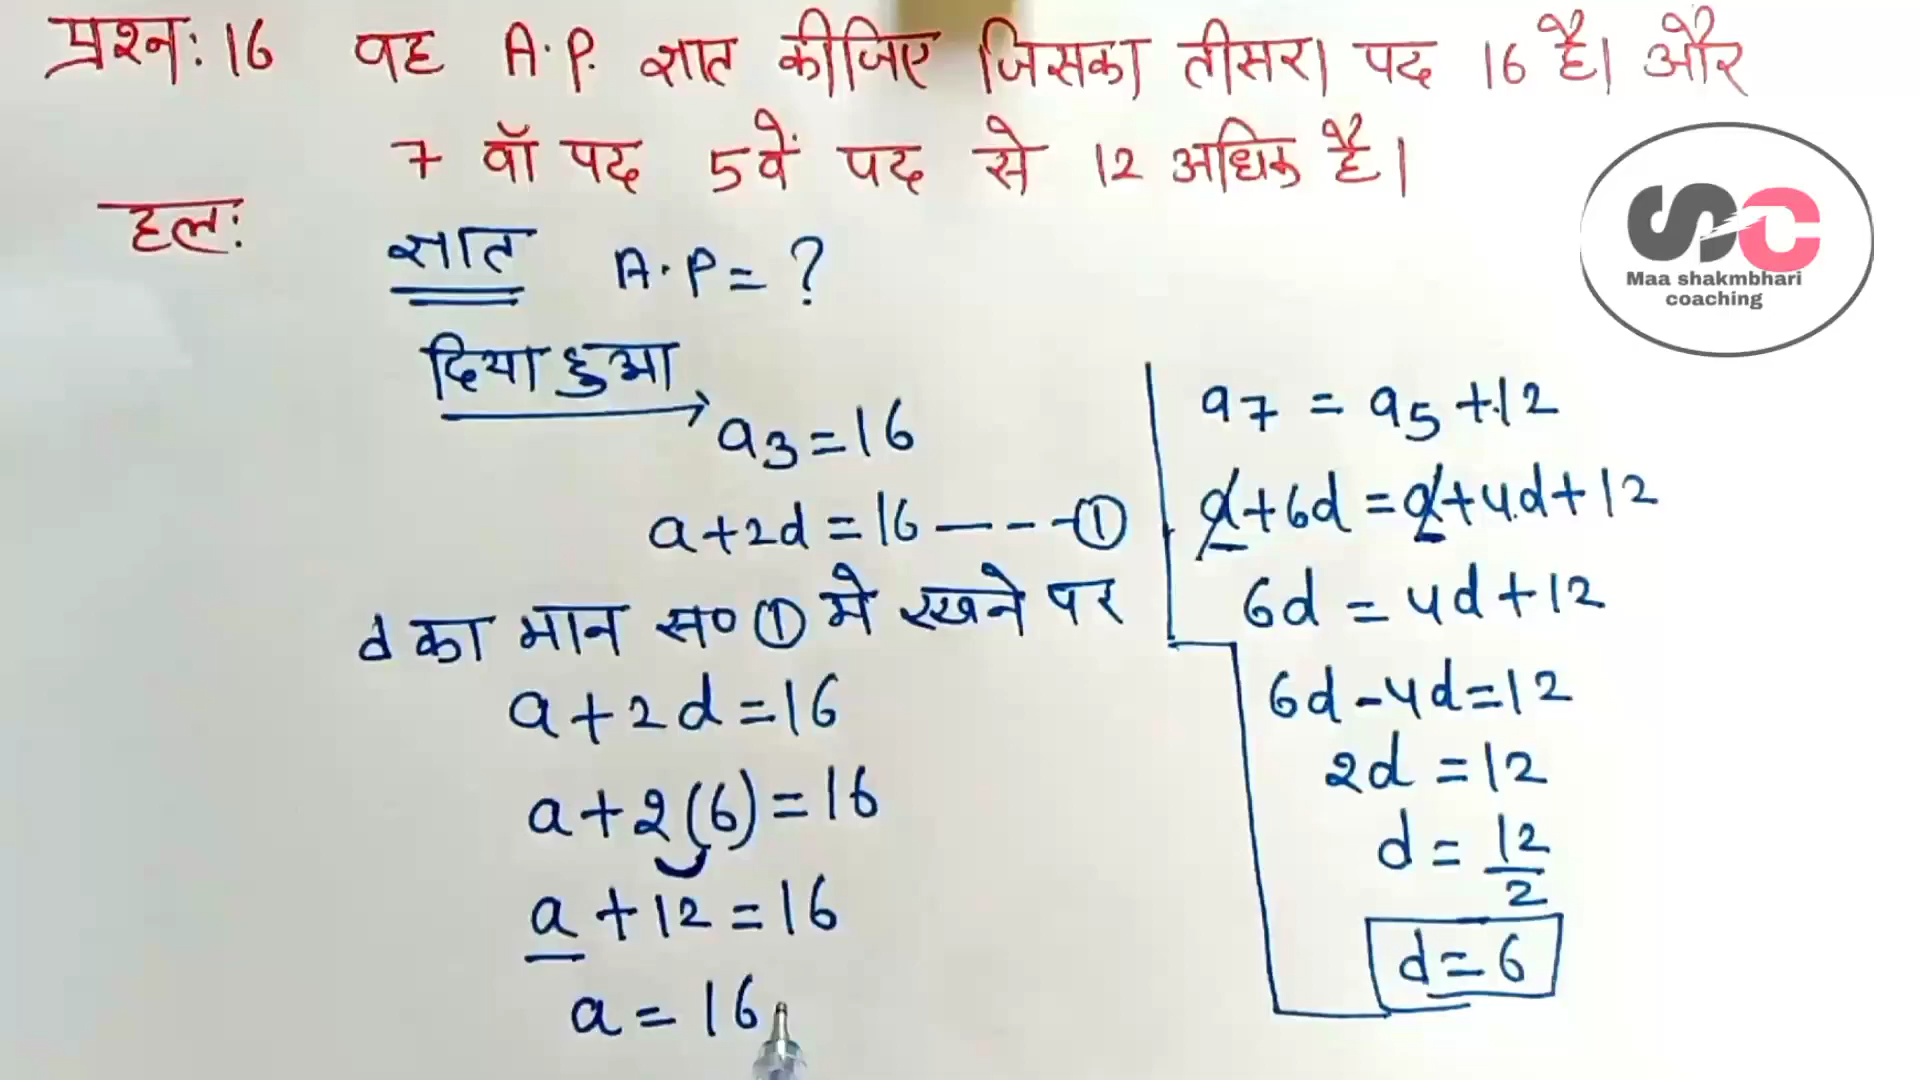 प्रश्न: 16 वह A.P. ज्ञात कीजिए जिसका तीसरा पद 16 है। और
7 वॉ पद 5वें पद से 12 अधिक है।
हल:
ज्ञात A.P = ?
दिया हुआ
a3 = 16
a + 2d = 16 ---- ①
d का मान स० ① मे रखने पर
a + 2d = 16
a + 2(6) = 16
a + 12 = 16
a = 16
a7 = a5 + 12
a + 6d = a + 4d + 12
6d = 4d + 12
6d - 4d = 12
2d = 12
d = 12/2
d = 6
SC
Maa shakmbhari
coaching